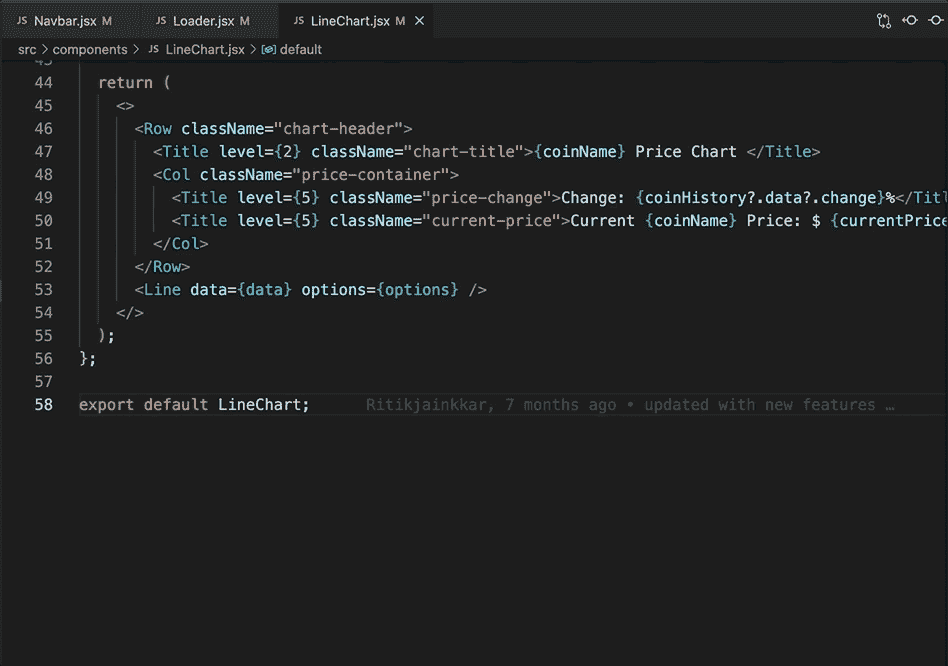 JS Navbar.jsx M JS Loader.jsx M JS LineChart.jsx M
src > components > JS LineChart.jsx > default
43
44 return (
45 <>
46 <Row className="chart-header">
47 <Title level={2} className="chart-title">{coinName} Price Chart </Title>
48 <Col className="price-container">
49 <Title level={5} className="price-change">Change: {coinHistory?.data?.change}%</Titl
50 <Title level={5} className="current-price">Current {coinName} Price: $ {currentPrice
51 </Col>
52 </Row>
53 <Line data={data} options={options} />
54 </>
55 );
56 };
57
58 export default LineChart; Ritikjainkkar, 7 months ago • updated with new features …